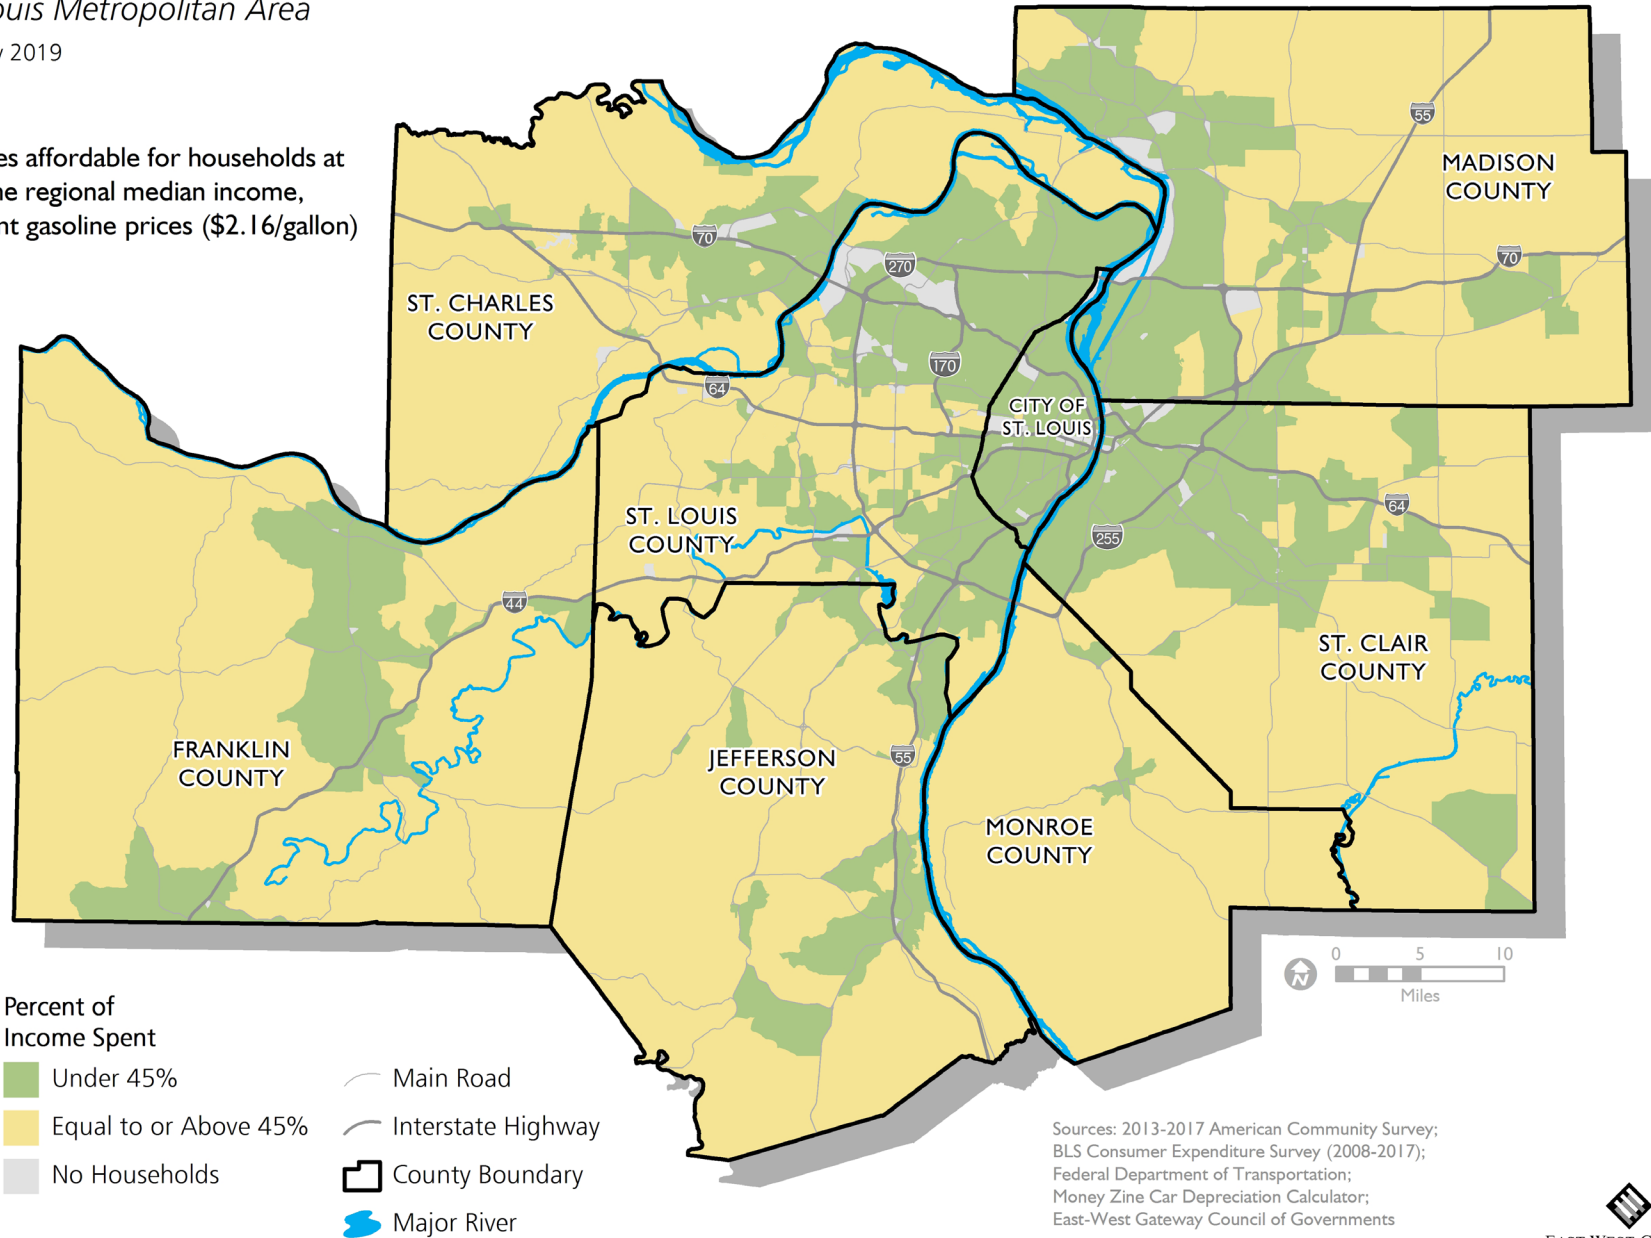 Metropolitan Area
2019
affordable for households at
regional median income,
gasoline prices ($2.16/gallon)
55
MADISON
COUNTY
70
270
70
ST. CHARLES
COUNTY
170
64
CITY OF
ST. LOUIS
64
ST. LOUIS
COUNTY
255
44
ST. CLAIR
COUNTY
FRANKLIN
COUNTY
JEFFERSON
COUNTY
55
MONROE
COUNTY
N
0 5 10
Miles
Percent of
Income Spent
Under 45%
Equal to or Above 45%
No Households
Main Road
Interstate Highway
County Boundary
Major River
Sources: 2013-2017 American Community Survey;
BLS Consumer Expenditure Survey (2008-2017);
Federal Department of Transportation;
Money Zine Car Depreciation Calculator;
East-West Gateway Council of Governments